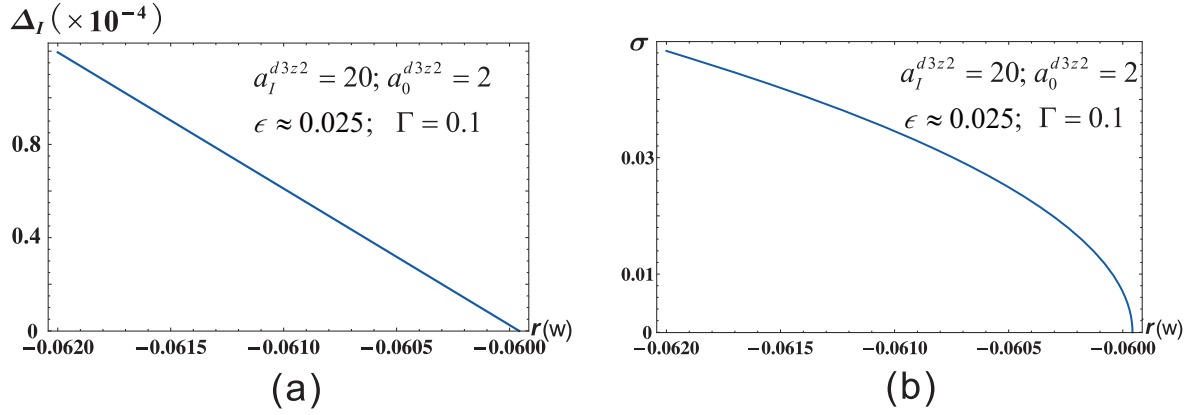 Δ_I (×10⁻⁴)
a_I^{d3z2} = 20; a_0^{d3z2} = 2
ϵ ≈ 0.025; Γ = 0.1
0.8
0.4
0
r(w)
−0.0620 −0.0615 −0.0610 −0.0605 −0.0600
(a)
σ
a_I^{d3z2} = 20; a_0^{d3z2} = 2
ϵ ≈ 0.025; Γ = 0.1
0.03
0.01
0
r(w)
−0.0620 −0.0615 −0.0610 −0.0605 −0.0600
(b)